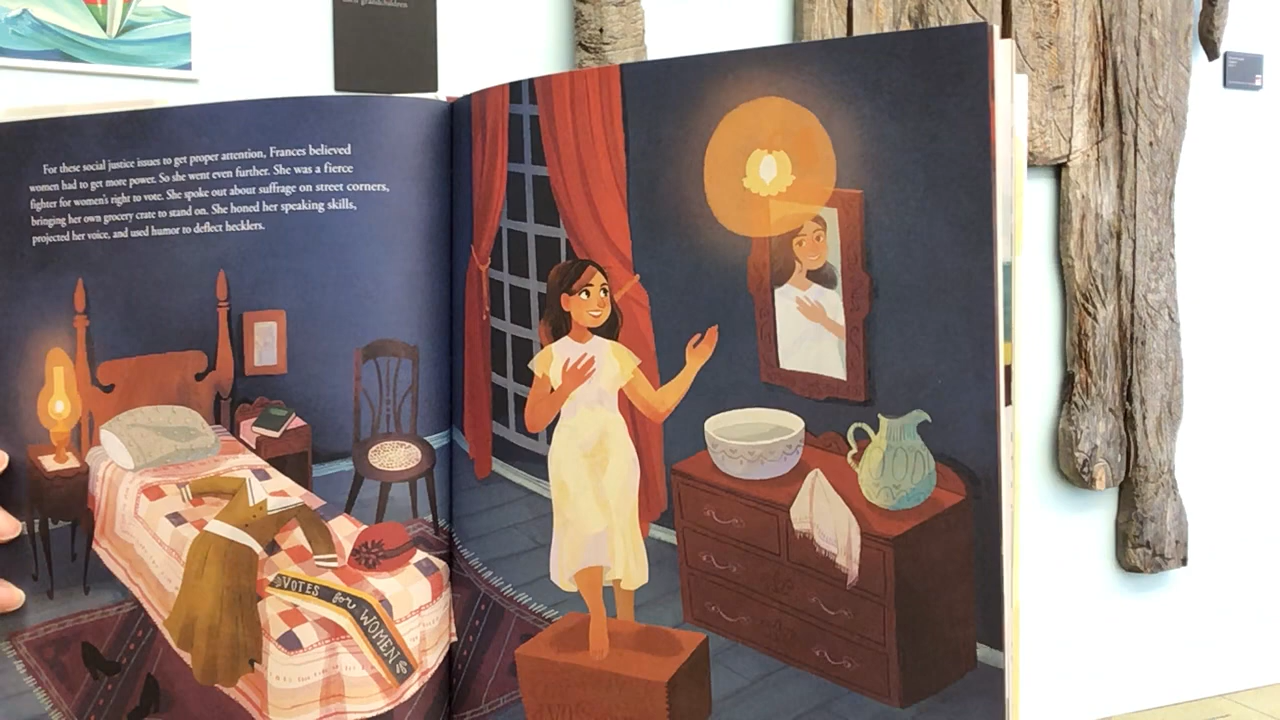 their grandchildren
For these social justice issues to get proper attention, Frances believed
women had to get more power. So she went even further. She was a fierce
fighter for women's right to vote. She spoke out about suffrage on street corners,
bringing her own grocery crate to stand on. She honed her speaking skills,
projected her voice, and used humor to deflect hecklers.
VOTES for WOMEN